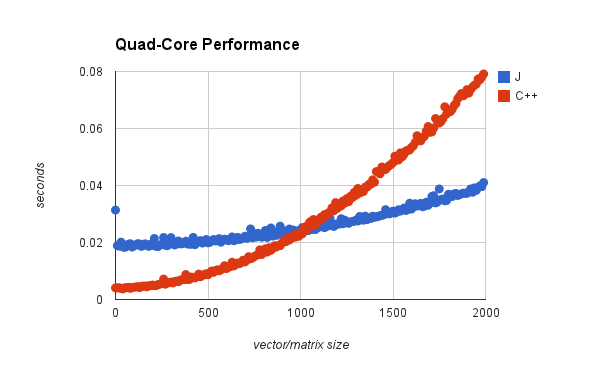 Quad-Core Performance
J
C++
seconds
0.08
0.06
0.04
0.02
0
0 500 1000 1500 2000
vector/matrix size